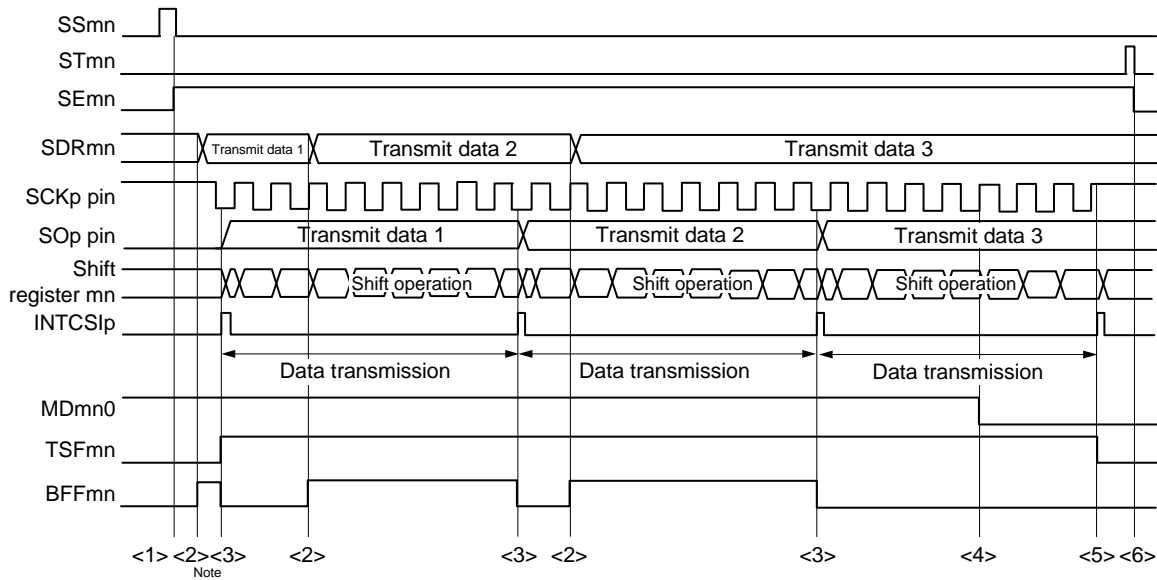 SSmn
STmn
SEmn
SDRmn Transmit data 1 Transmit data 2 Transmit data 3
SCKp pin
SOp pin Transmit data 1 Transmit data 2 Transmit data 3
Shift
register mn Shift operation Shift operation Shift operation
INTCSIp
Data transmission Data transmission Data transmission
MDmn0
TSFmn
BFFmn
<1> <2> <3> <2> <3> <2> <3> <4> <5> <6>
Note